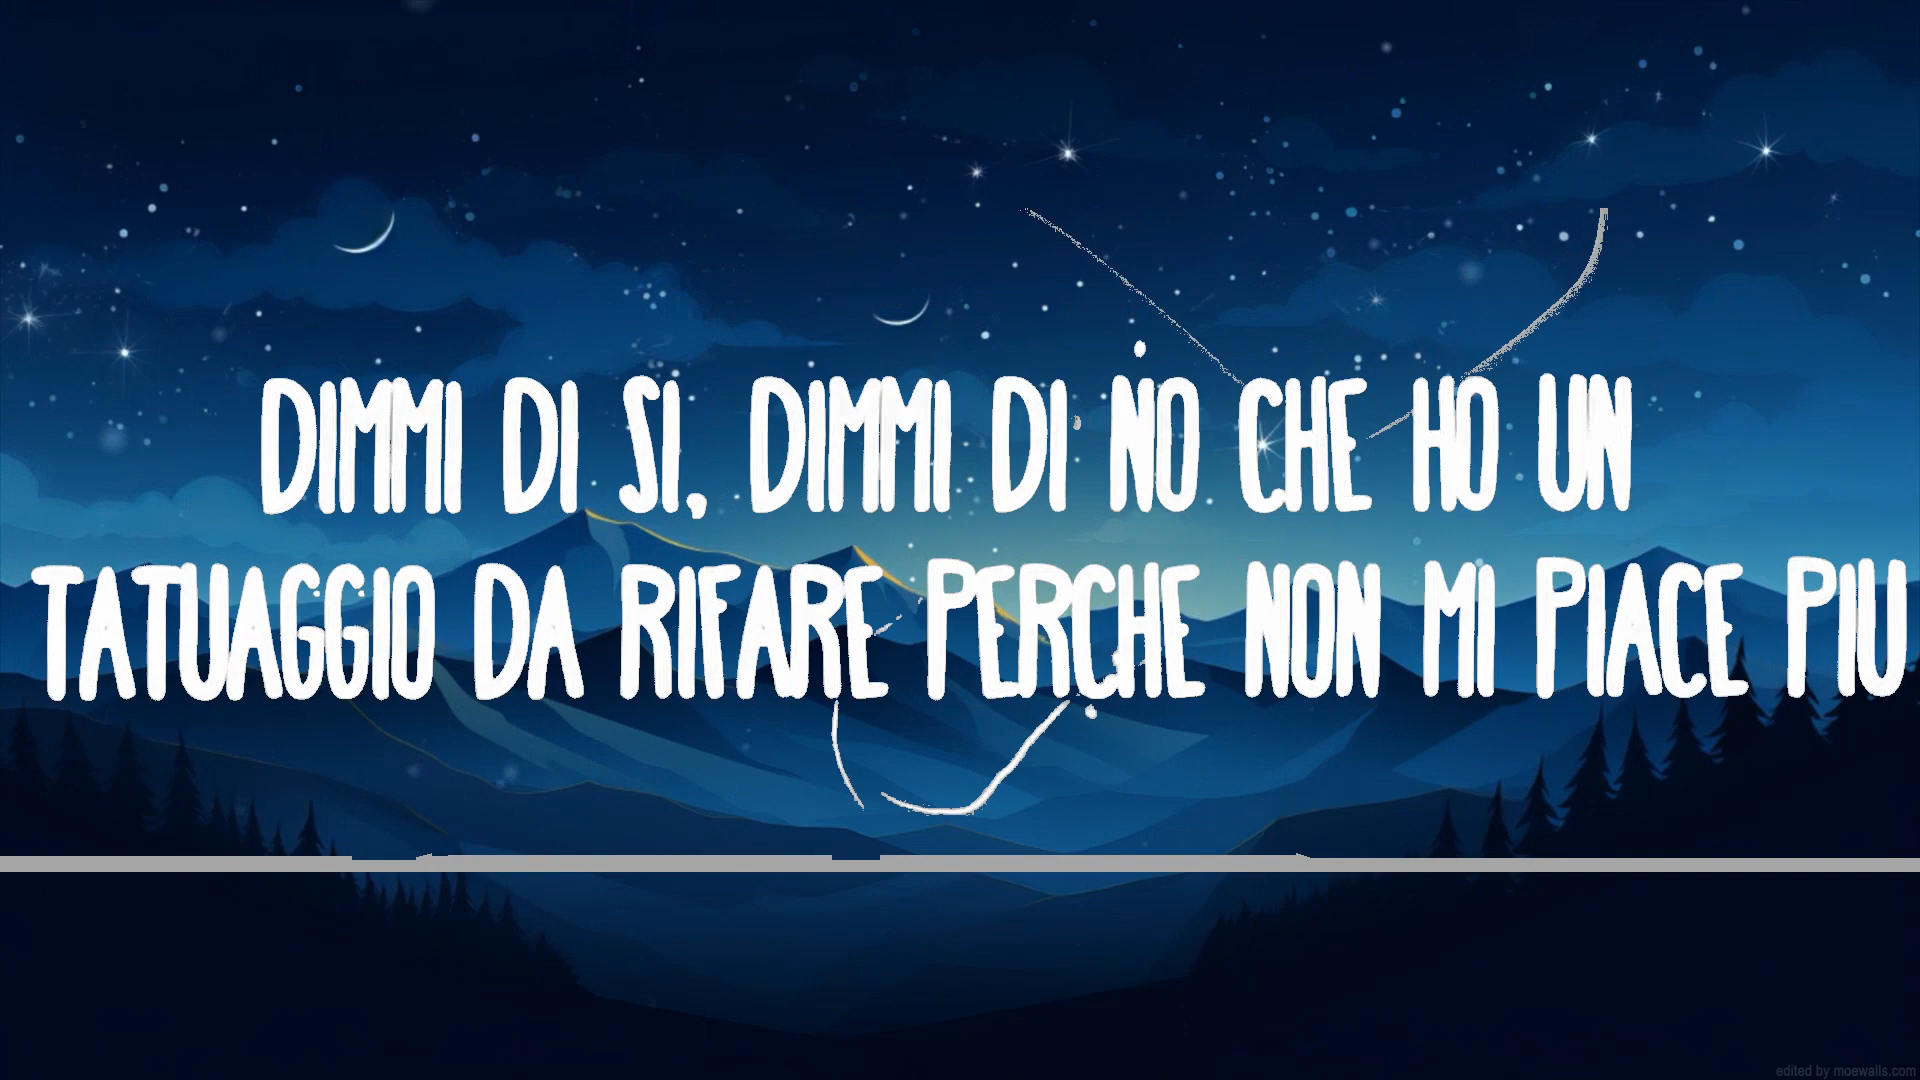 DIMMI DI SI, DIMMI DI NO CHE HO UN
TATUAGGIO DA RIFARE PERCHE NON MI PIACE PIU
edited by moewalls.com